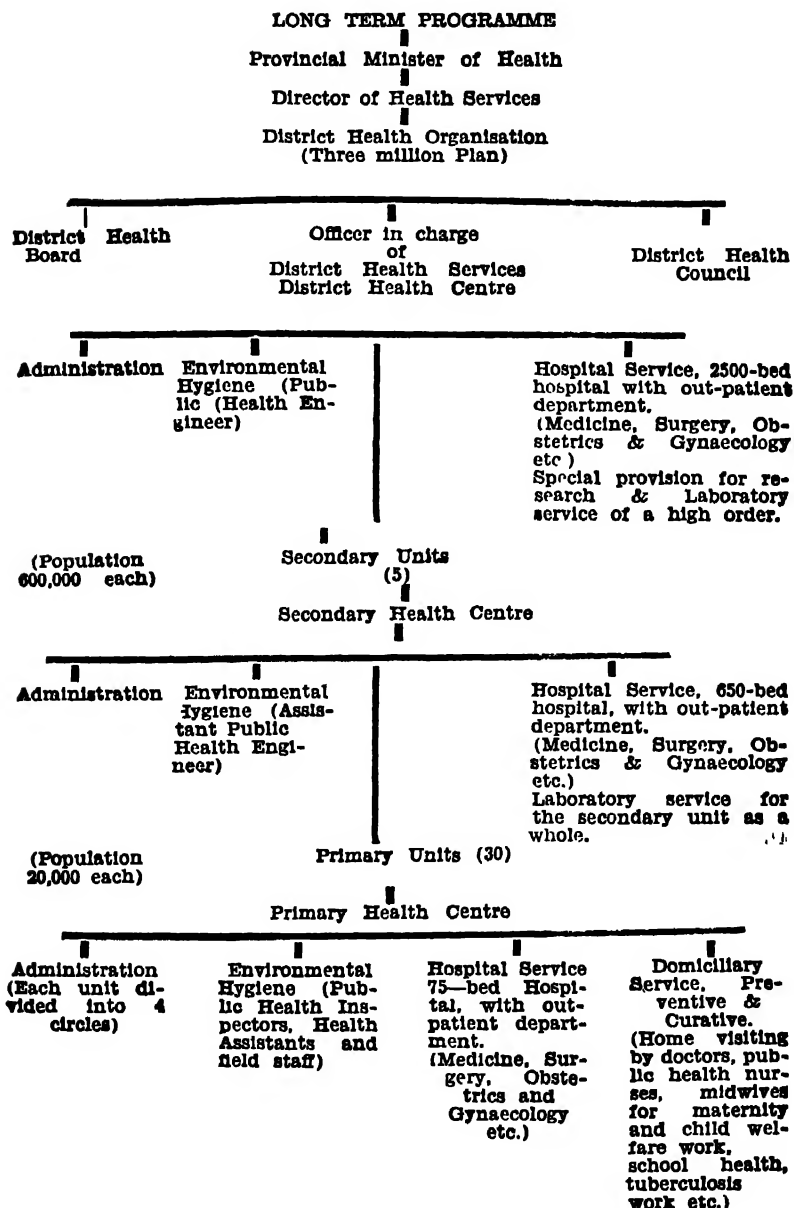 LONG TERM PROGRAMME
Provincial Minister of Health
Director of Health Services
District Health Organisation
(Three million Plan)
District Health
Board
Officer in charge
of
District Health Services
District Health Centre
District Health
Council
Administration
Environmental
Hygiene (Pub-
lic (Health En-
gineer)
Hospital Service, 2500-bed
hospital with out-patient
department.
(Medicine, Surgery, Ob-
stetrics & Gynaecology
etc )
Special provision for re-
search & Laboratory
service of a high order.
(Population
600,000 each)
Secondary Units
(5)
Secondary Health Centre
Administration
Environmental
Hygiene (Assis-
tant Public
Health Engi-
neer)
Hospital Service, 650-bed
hospital, with out-patient
department.
(Medicine, Surgery, Ob-
stetrics & Gynaecology
etc.)
Laboratory service for
the secondary unit as a
whole.
(Population
20,000 each)
Primary Units (30)
Primary Health Centre
Administration
(Each unit di-
vided into 4
circles)
Environmental
Hygiene (Pub-
lic Health Ins-
pectors, Health
Assistants and
field staff)
Hospital Service
75—bed Hospi-
tal, with out-
patient depart-
ment.
(Medicine, Sur-
gery, Obste-
trics and
Gynaecology
etc.)
Domiciliary
Service, Pre-
ventive &
Curative.
(Home visiting
by doctors, pub-
lic health nur-
ses, midwives
for maternity
and child wel-
fare work,
school health,
tuberculosis
work etc.)